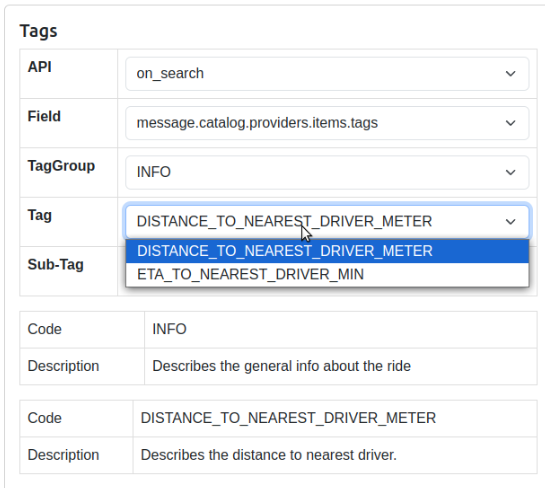 Tags
API
on_search
Field
message.catalog.providers.items.tags
TagGroup
INFO
Tag
DISTANCE_TO_NEAREST_DRIVER_METER
DISTANCE_TO_NEAREST_DRIVER_METER
Sub-Tag
ETA_TO_NEAREST_DRIVER_MIN
Code
INFO
Description
Describes the general info about the ride
Code
DISTANCE_TO_NEAREST_DRIVER_METER
Description
Describes the distance to nearest driver.